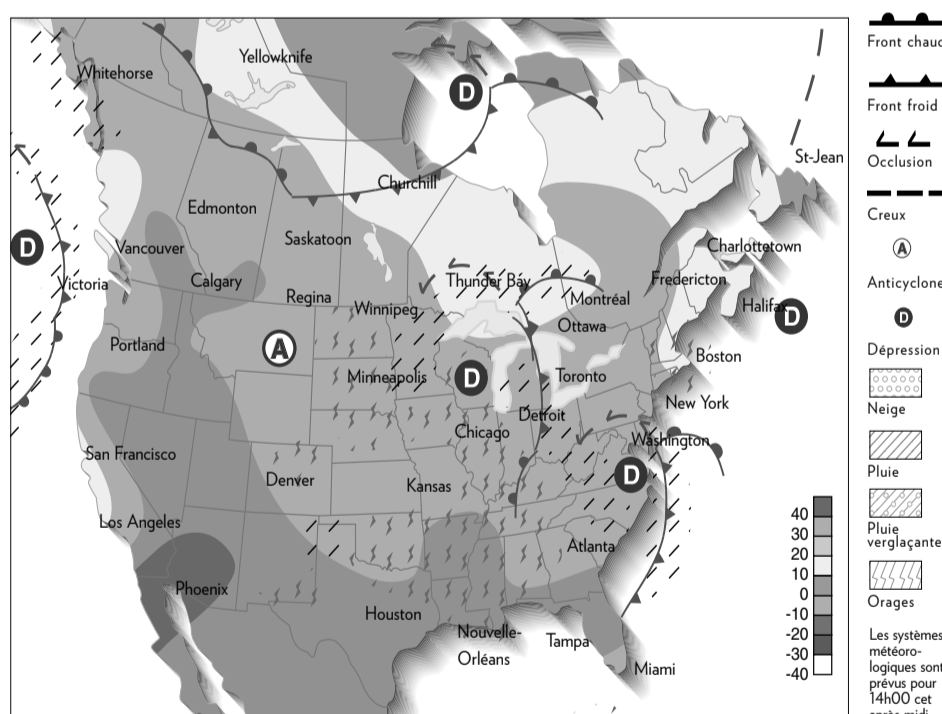 Yellowknife
Whitehorse
D
St-Jean
Churchill
Edmonton
Saskatoon
D
Vancouver
Calgary
Victoria
Regina
Winnipeg
Thunder Bay
Montréal
Ottawa
Fredericton
Charlottetown
Halifax
D
Portland
A
Minneapolis
D
Toronto
Boston
Detroit
New York
Chicago
Washington
San Francisco
Denver
Kansas
D
Los Angeles
Atlanta
Phoenix
Houston
Nouvelle-
Orléans
Tampa
Miami
40
30
20
10
0
-10
-20
-30
-40
Front chaud
Front froid
Occlusion
Creux
A
Anticyclone
D
Dépression
Neige
Pluie
Pluie
verglaçante
Orages
Les systèmes
météoro-
logiques sont
prévus pour
14h00 cet